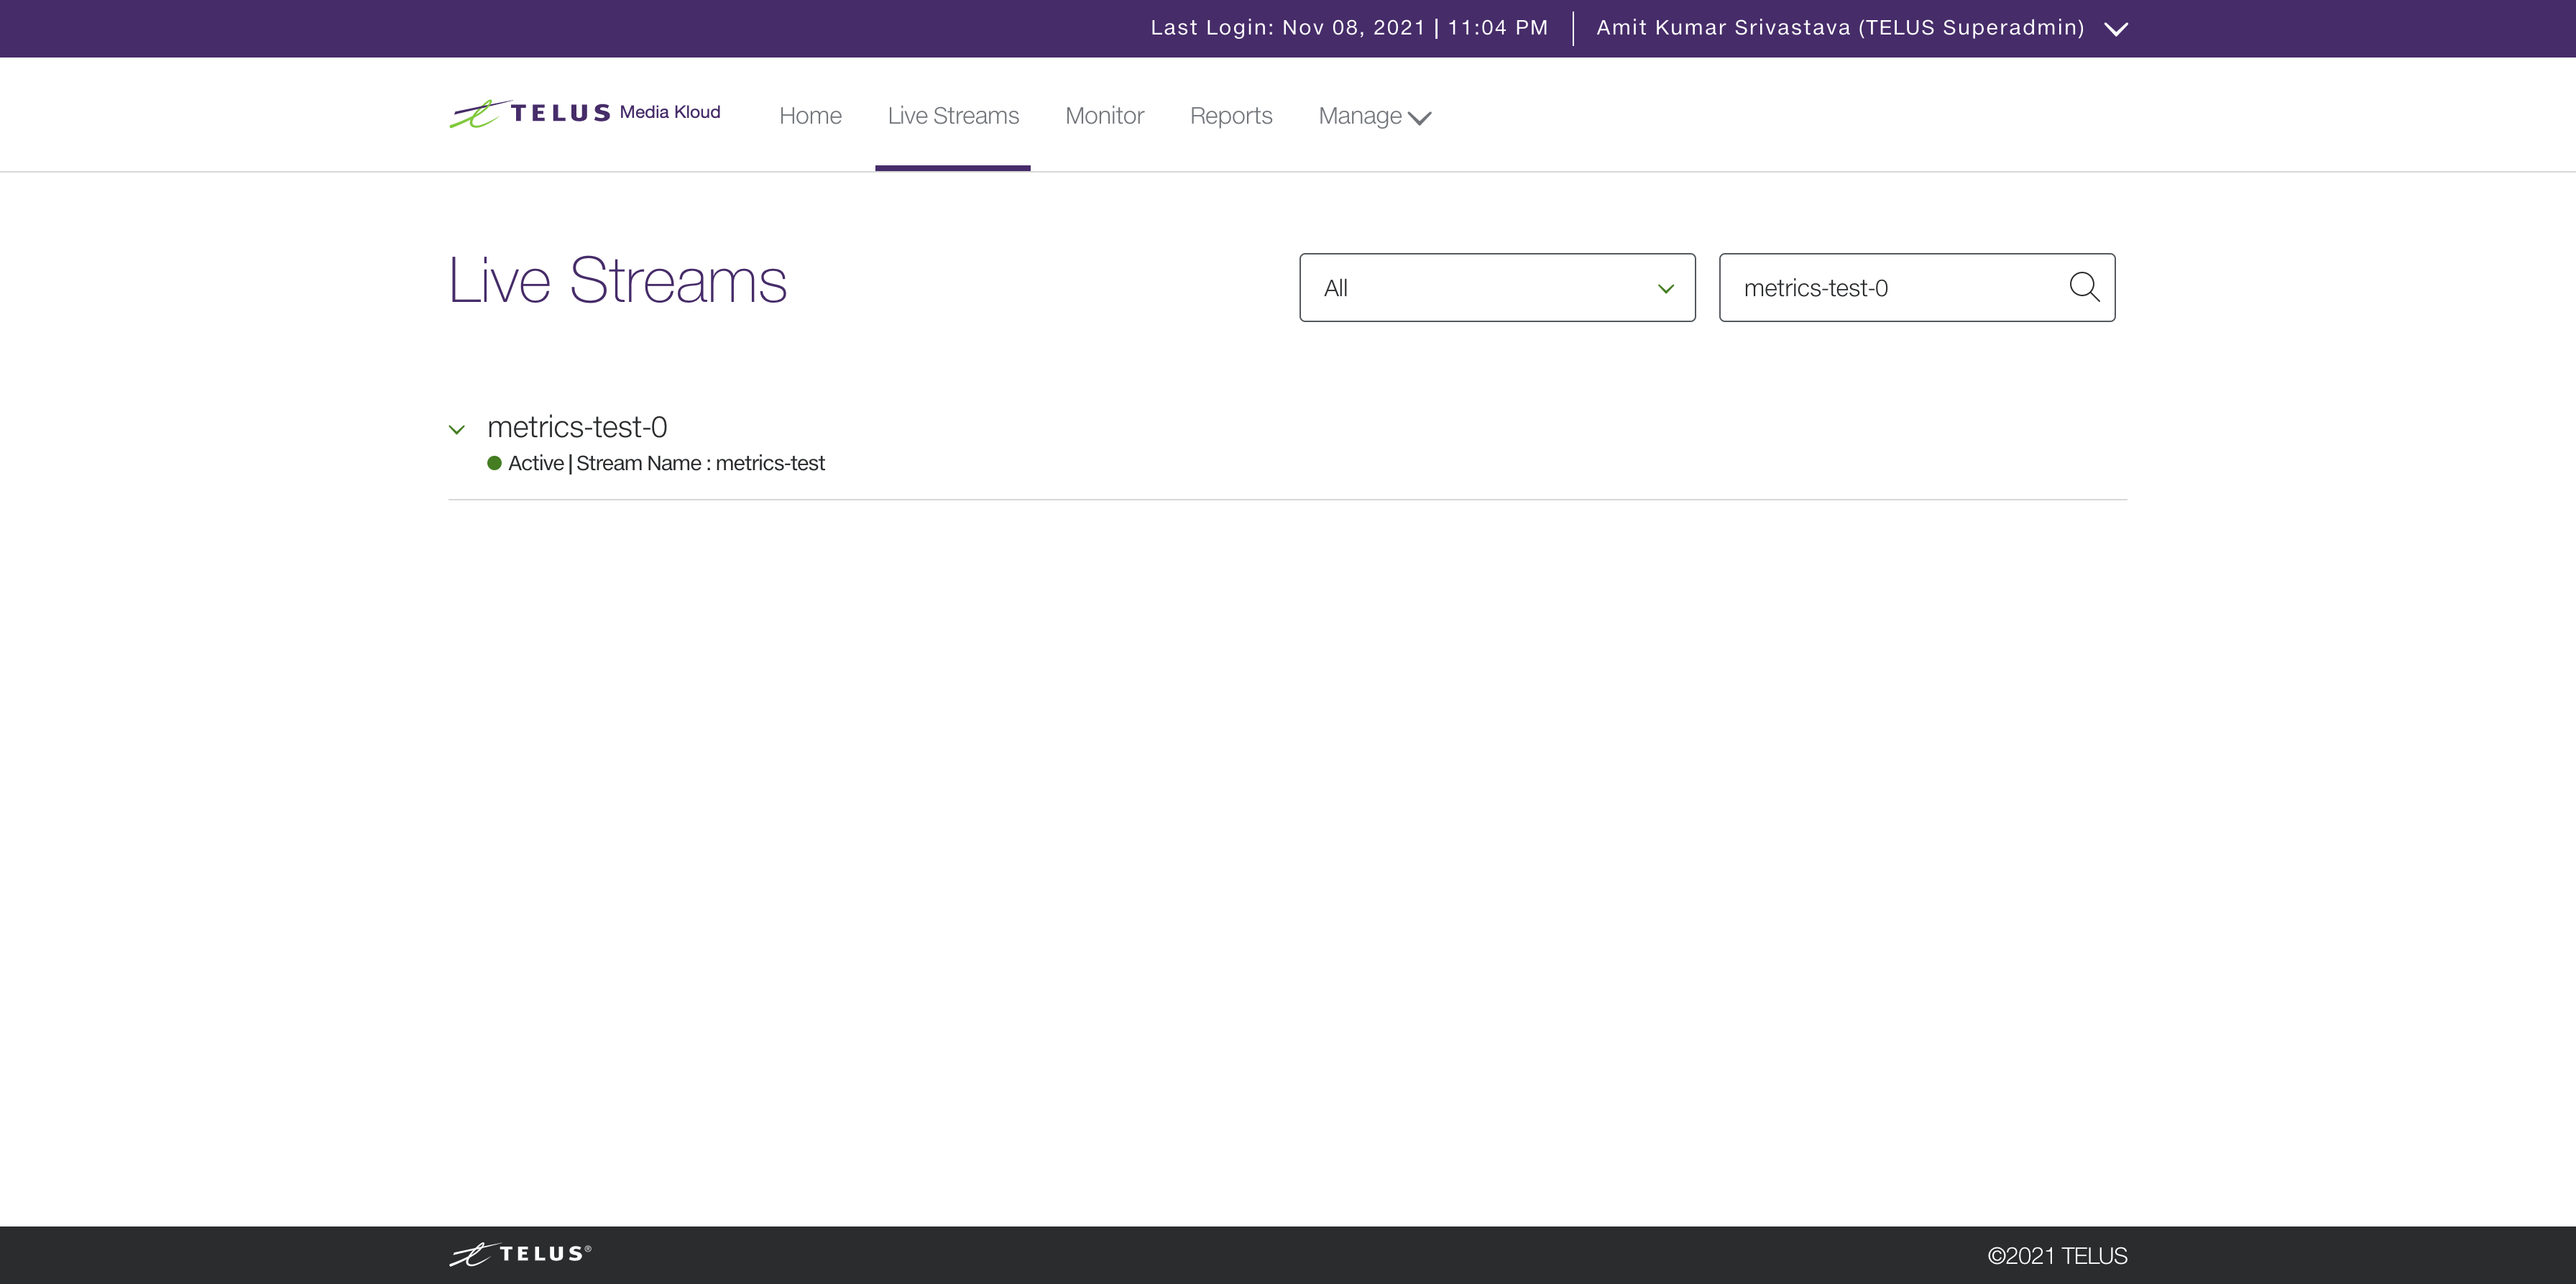 Last Login: Nov 08, 2021 | 11:04 PM
Amit Kumar Srivastava (TELUS Superadmin)
TELUS Media Kloud
Home
Live Streams
Monitor
Reports
Manage
Live Streams
All
metrics-test-0
metrics-test-0
Active | Stream Name : metrics-test
TELUS®
©2021 TELUS